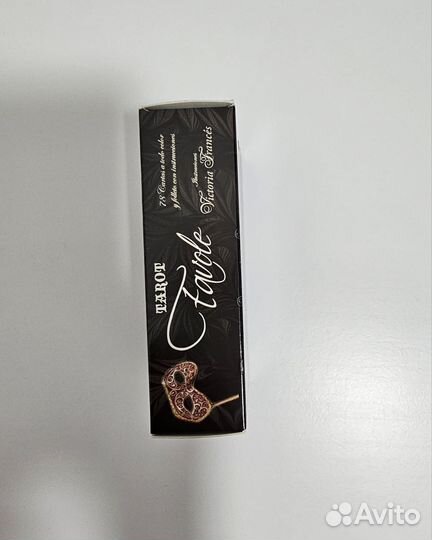 TAROT
Favole
78 Cartas a todo color
y folleto con instrucciones
Ilustraciones
Victoria Francés
Avito